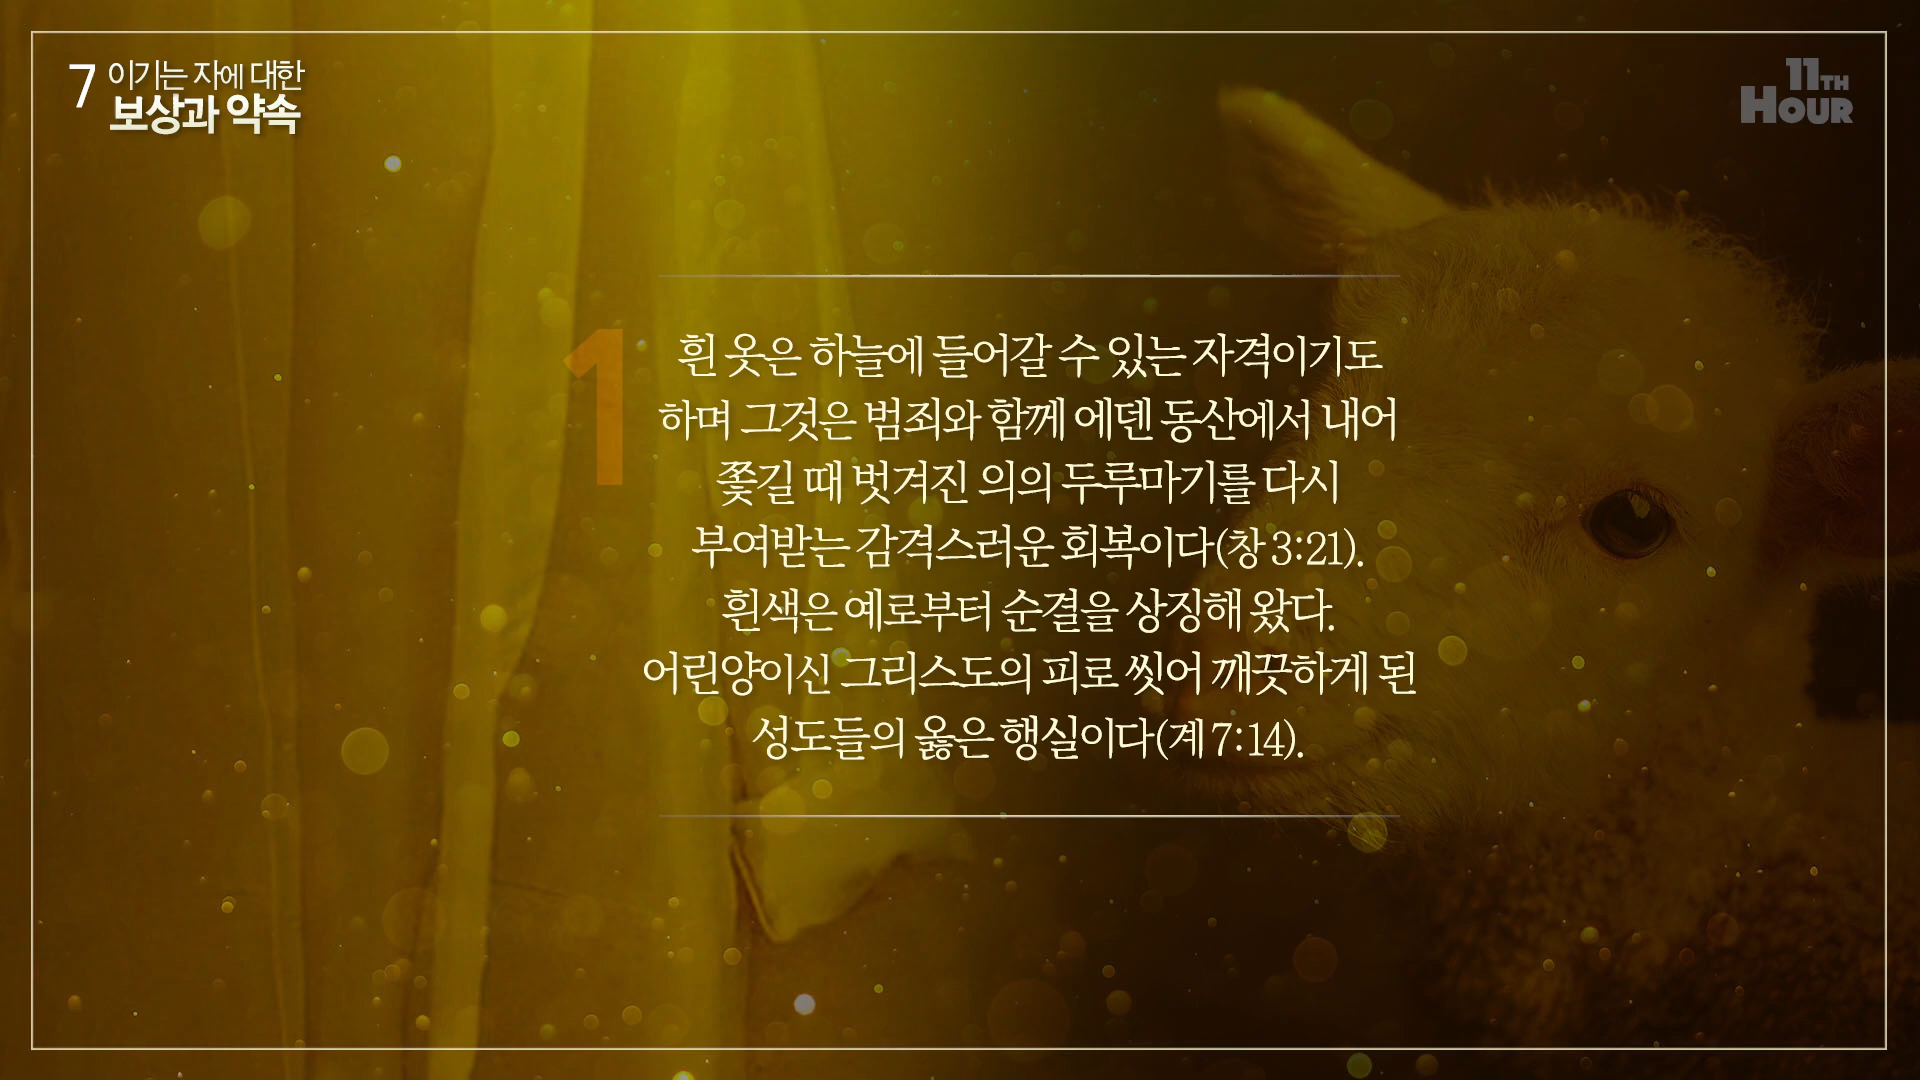 7 이기는 자에 대한
보상과 약속
11TH
HOUR
1
흰 옷은 하늘에 들어갈 수 있는 자격이기도
하며 그것은 범죄와 함께 에덴 동산에서 내어
쫓길 때 벗겨진 의의 두루마기를 다시
부여받는 감격스러운 회복이다(창 3:21).
흰색은 예로부터 순결을 상징해 왔다.
어린양이신 그리스도의 피로 씻어 깨끗하게 된
성도들의 옳은 행실이다(계 7:14).